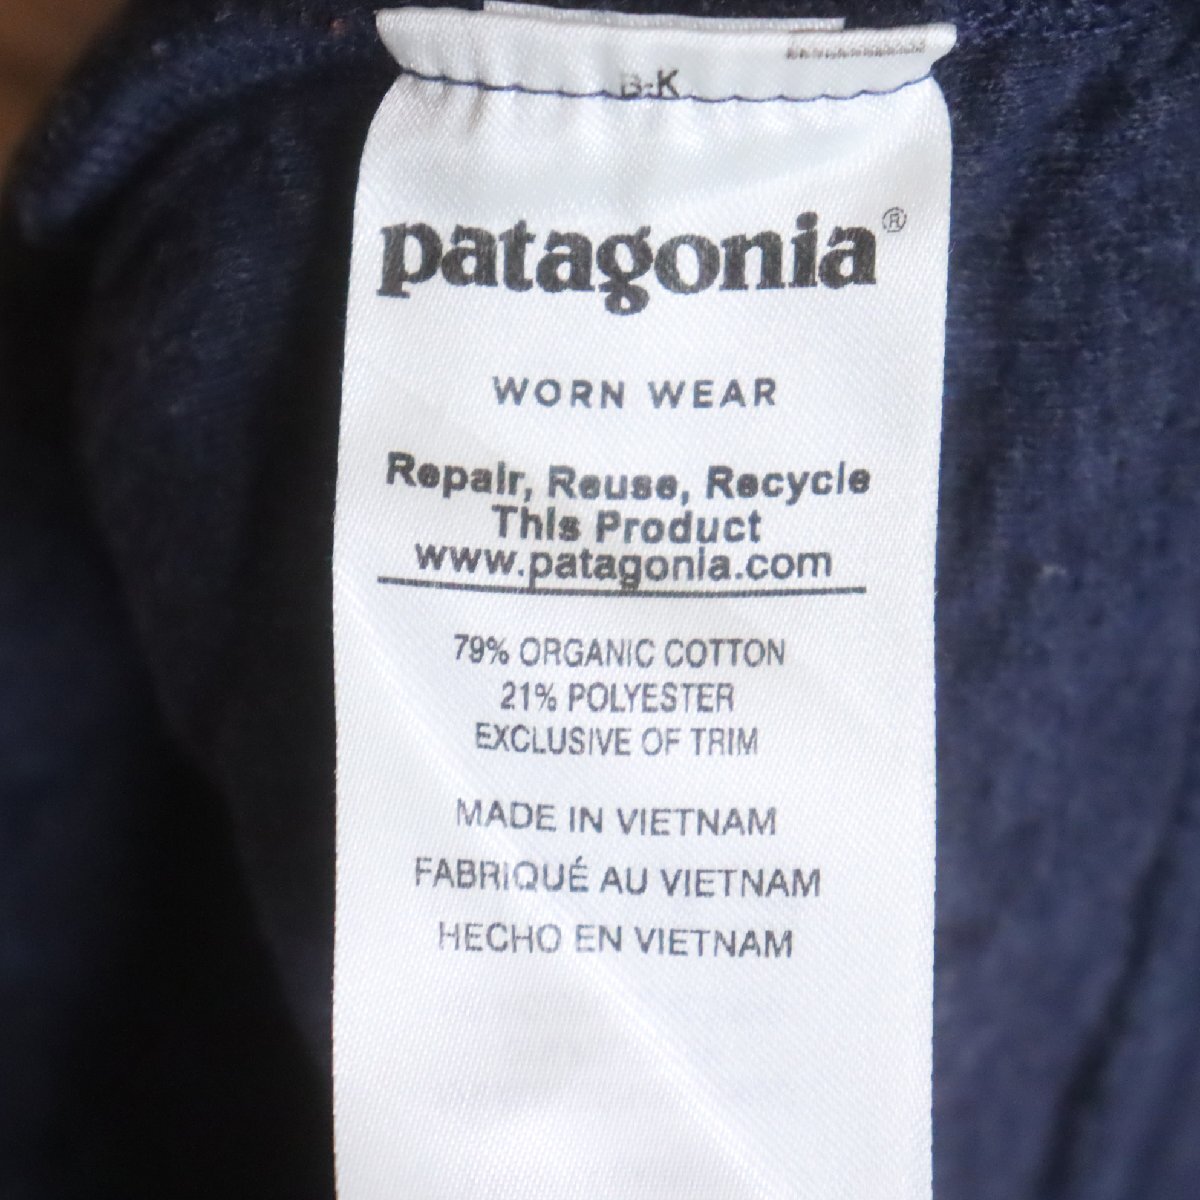 B-K
patagonia®
WORN WEAR
Repair, Reuse, Recycle
This Product
www.patagonia.com
79% ORGANIC COTTON
21% POLYESTER
EXCLUSIVE OF TRIM
MADE IN VIETNAM
FABRIQUÉ AU VIETNAM
HECHO EN VIETNAM